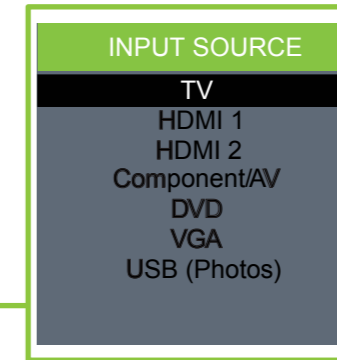 INPUT SOURCE
TV
HDMI 1
HDMI 2
Component/AV
DVD
VGA
USB (Photos)